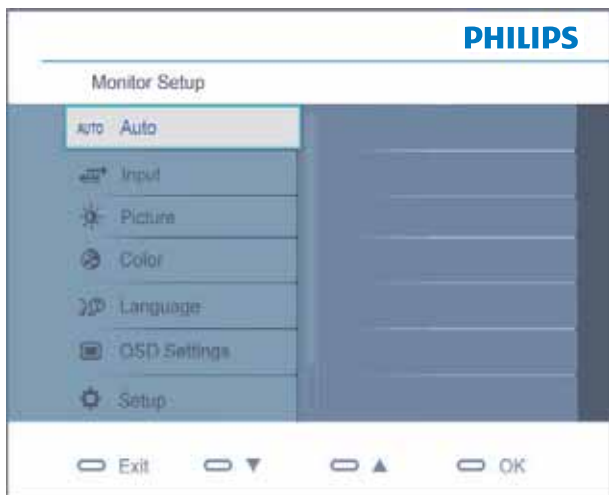 PHILIPS
Monitor Setup
AUTO Auto
Input
Picture
Color
Language
OSD Settings
Setup
Exit ▼ ▲ OK